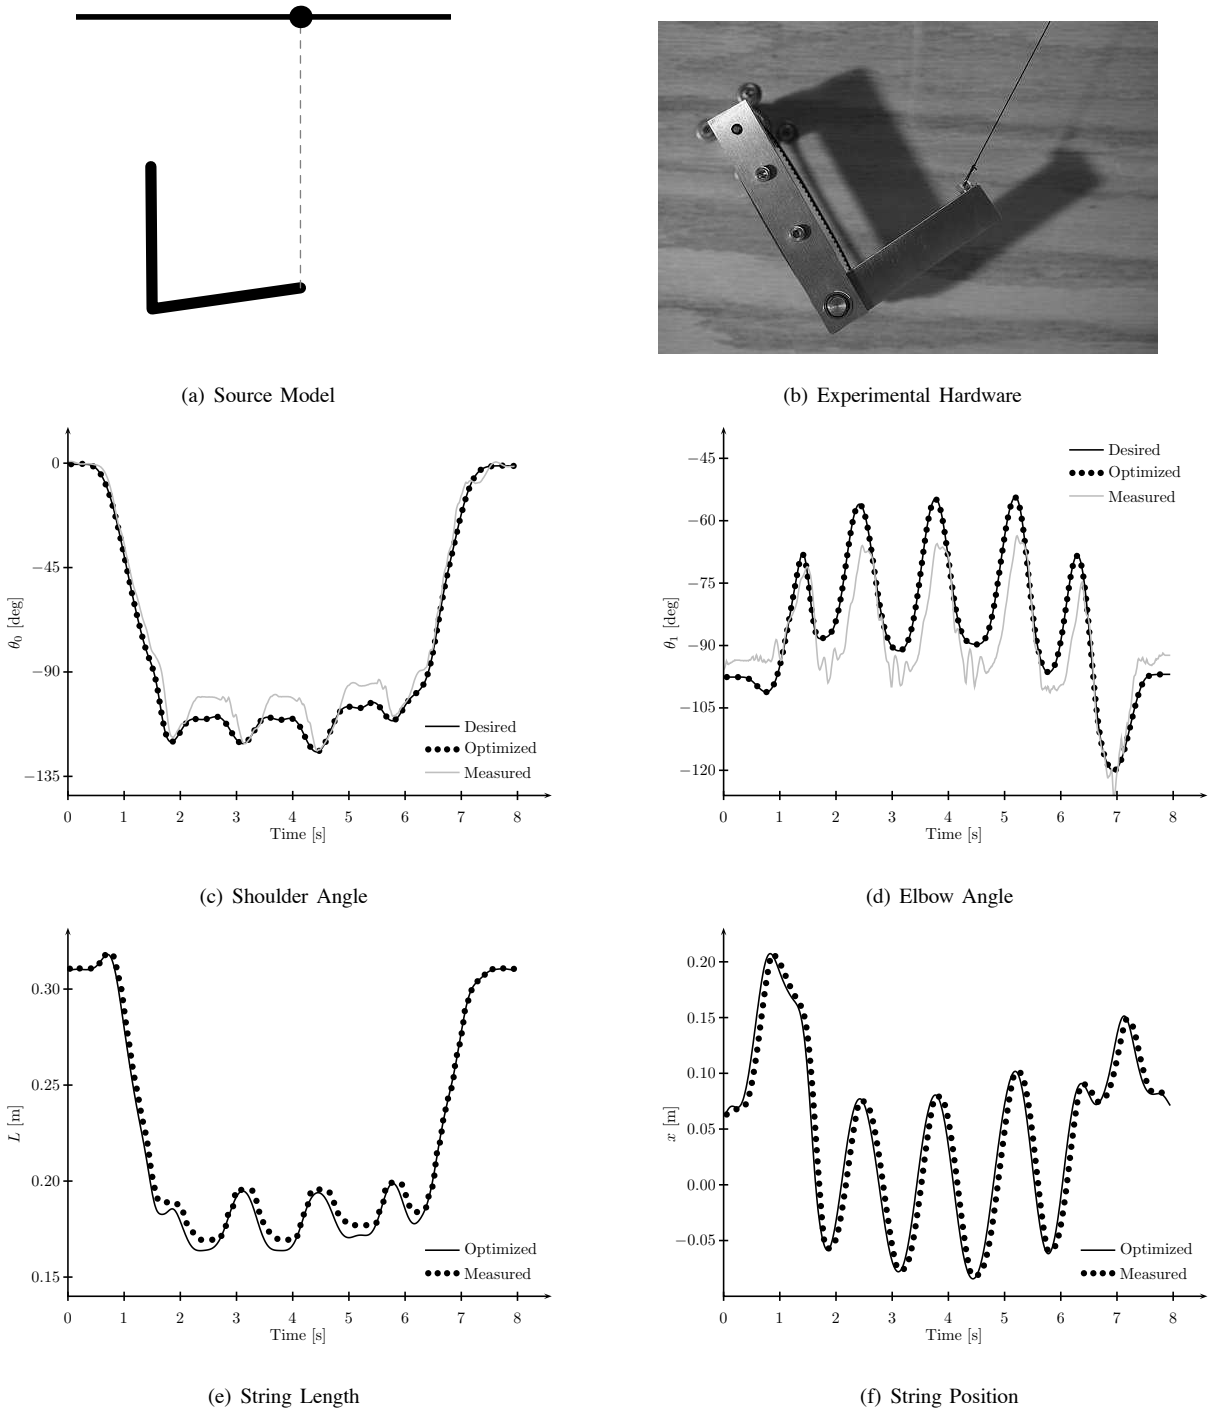 (a) Source Model
(b) Experimental Hardware
0
−45
−90
−135
θ0 [deg]
0 1 2 3 4 5 6 7 8
Time [s]
Desired
Optimized
Measured
(c) Shoulder Angle
−45
−60
−75
−90
−105
−120
θ1 [deg]
0 1 2 3 4 5 6 7 8
Time [s]
Desired
Optimized
Measured
(d) Elbow Angle
0.30
0.25
0.20
0.15
L [m]
0 1 2 3 4 5 6 7 8
Time [s]
Optimized
Measured
(e) String Length
0.20
0.15
0.10
0.05
0.00
−0.05
x [m]
0 1 2 3 4 5 6 7 8
Time [s]
Optimized
Measured
(f) String Position